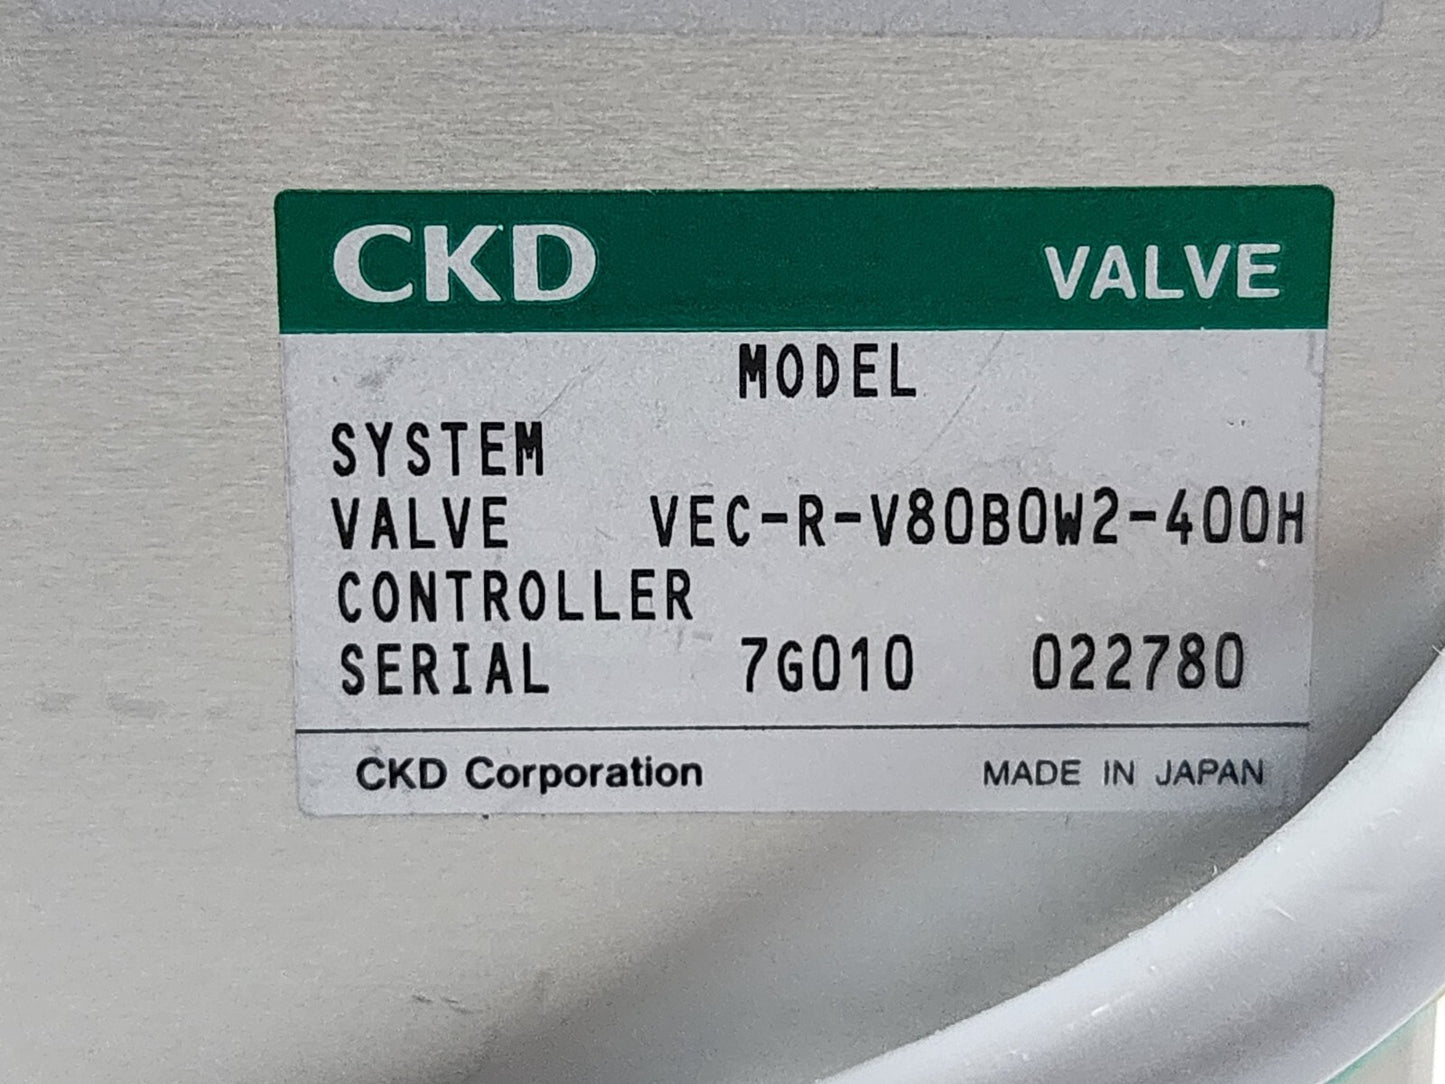 CKD VALVE
MODEL
SYSTEM
VALVE VEC-R-V80B0W2-400H
CONTROLLER
SERIAL 7G010 022780
CKD Corporation MADE IN JAPAN